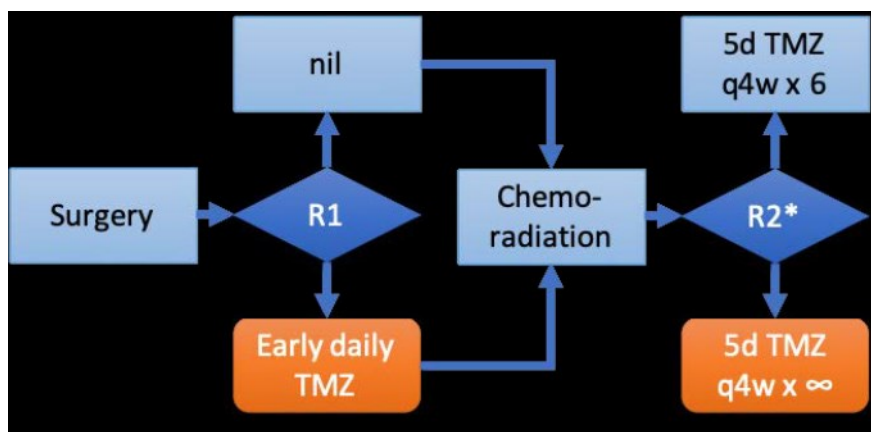 nil
5d TMZ
q4w x 6
Surgery
R1
Chemo-
radiation
R2*
Early daily
TMZ
5d TMZ
q4w x ∞